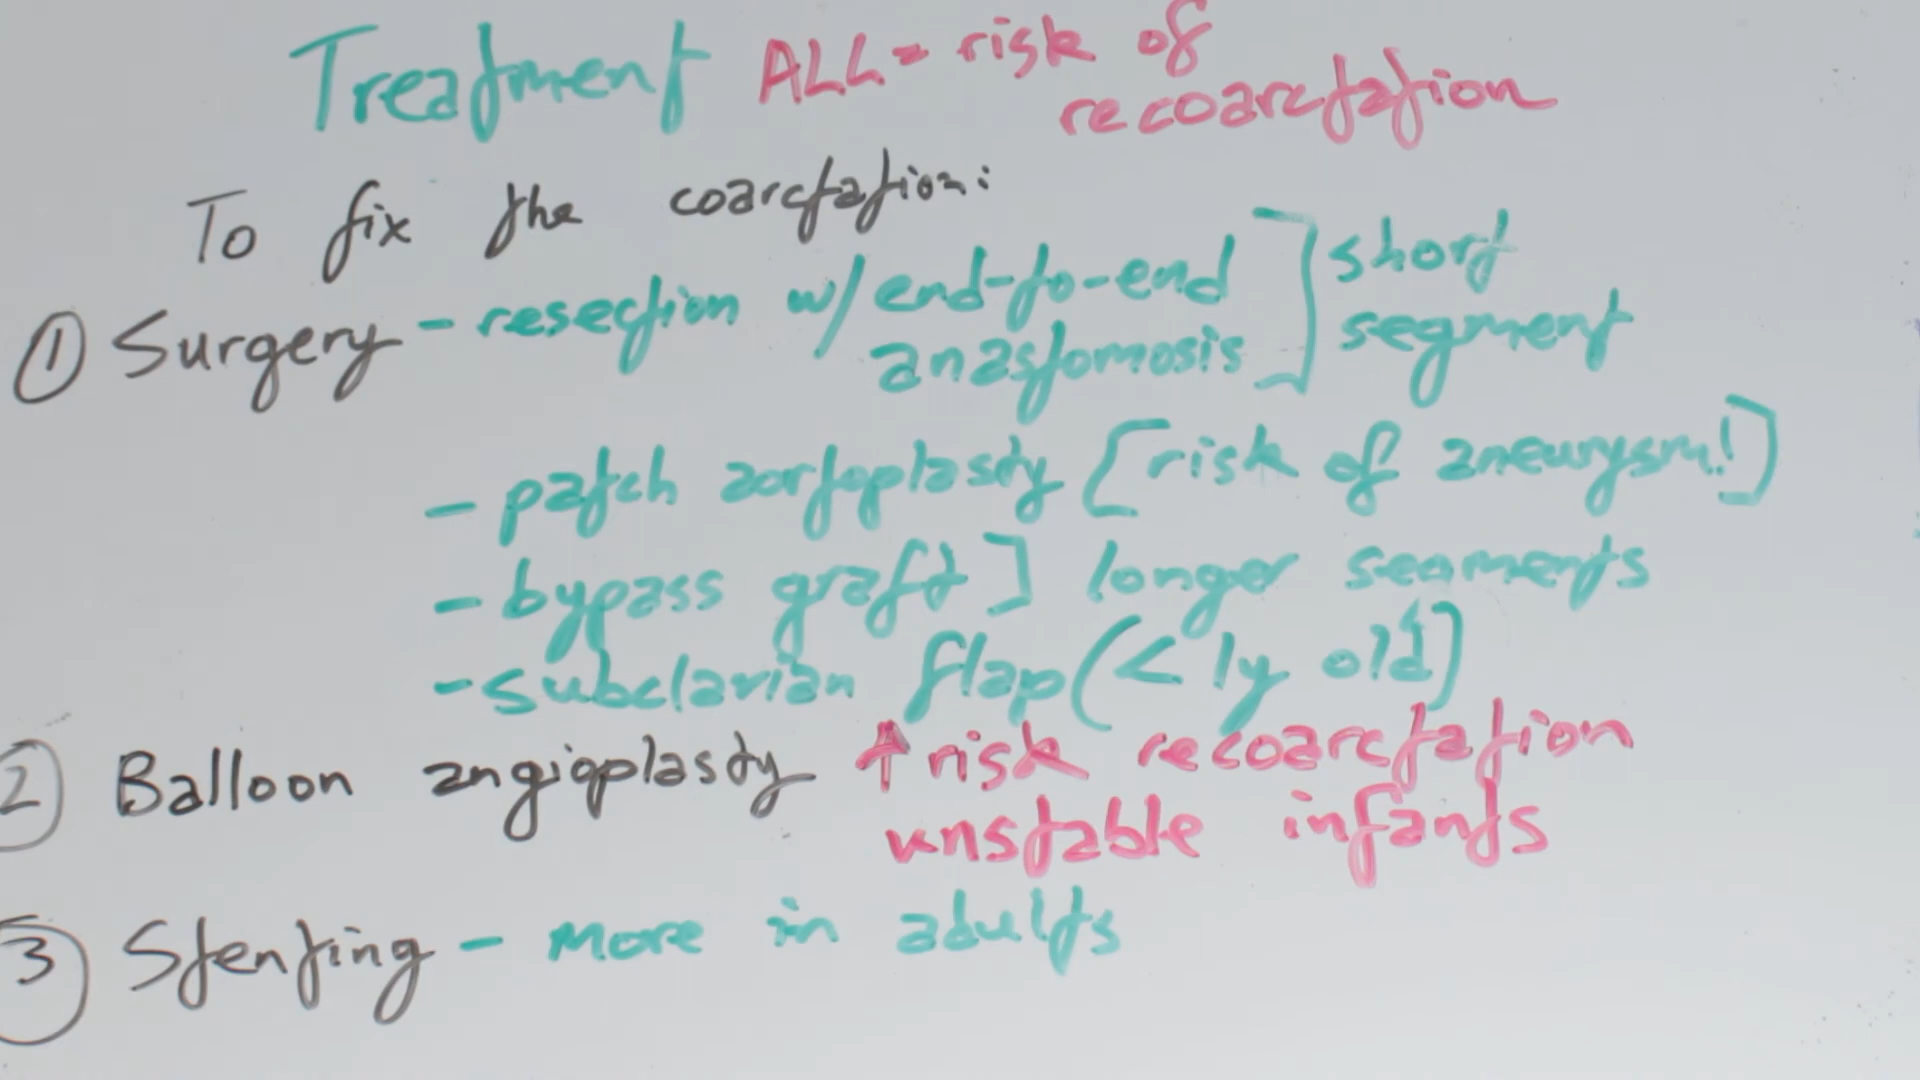 Treatment ALL = risk of
recoarctation
To fix the coarctation:
① Surgery - resection w/ end-to-end ] short
anastomosis segment
- patch aortoplasty [risk of aneurysm!]
- bypass graft ] longer segments
- subclavian flap (< 1y old)
② Balloon angioplasty ↑ risk recoarctation
unstable infants
③ Stenting - more in adults